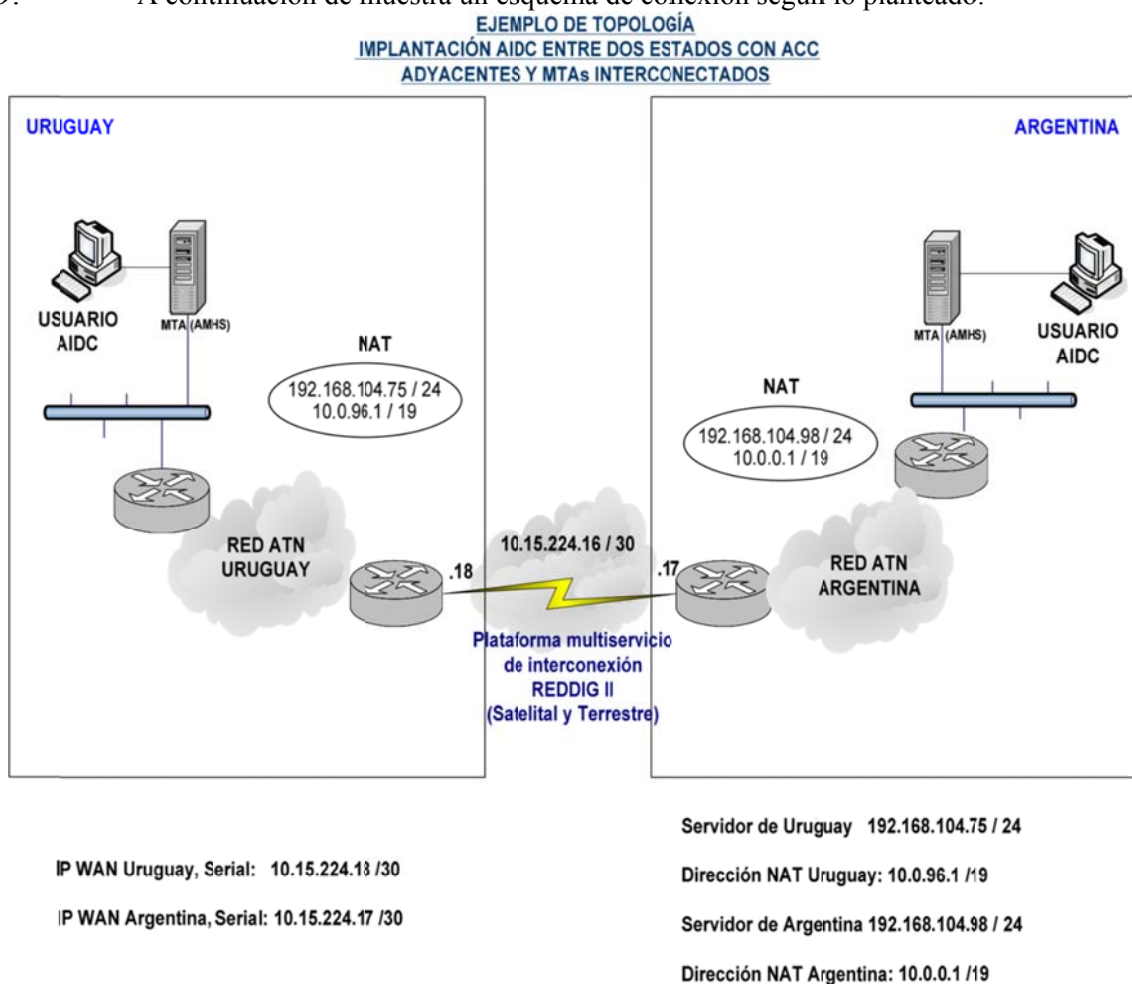 A continuación de muestra un esquema de conexión según lo planteado.
EJEMPLO DE TOPOLOGÍA
IMPLANTACIÓN AIDC ENTRE DOS ESTADOS CON ACC
ADYACENTES Y MTAs INTERCONECTADOS
URUGUAY
ARGENTINA
USUARIO
AIDC
MTA (AMHS)
NAT
192.168.104.75 / 24
10.0.96.1 / 19
MTA (AMHS)
USUARIO
AIDC
NAT
192.168.104.98 / 24
10.0.0.1 / 19
RED ATN
URUGUAY
.18
10.15.224.16 / 30
.17
RED ATN
ARGENTINA
Plataforma multiservicio
de interconexión
REDDIG II
(Satelital y Terrestre)
IP WAN Uruguay, Serial: 10.15.224.18 /30
IP WAN Argentina, Serial: 10.15.224.17 /30
Servidor de Uruguay 192.168.104.75 / 24
Dirección NAT Uruguay: 10.0.96.1 /19
Servidor de Argentina 192.168.104.98 / 24
Dirección NAT Argentina: 10.0.0.1 /19